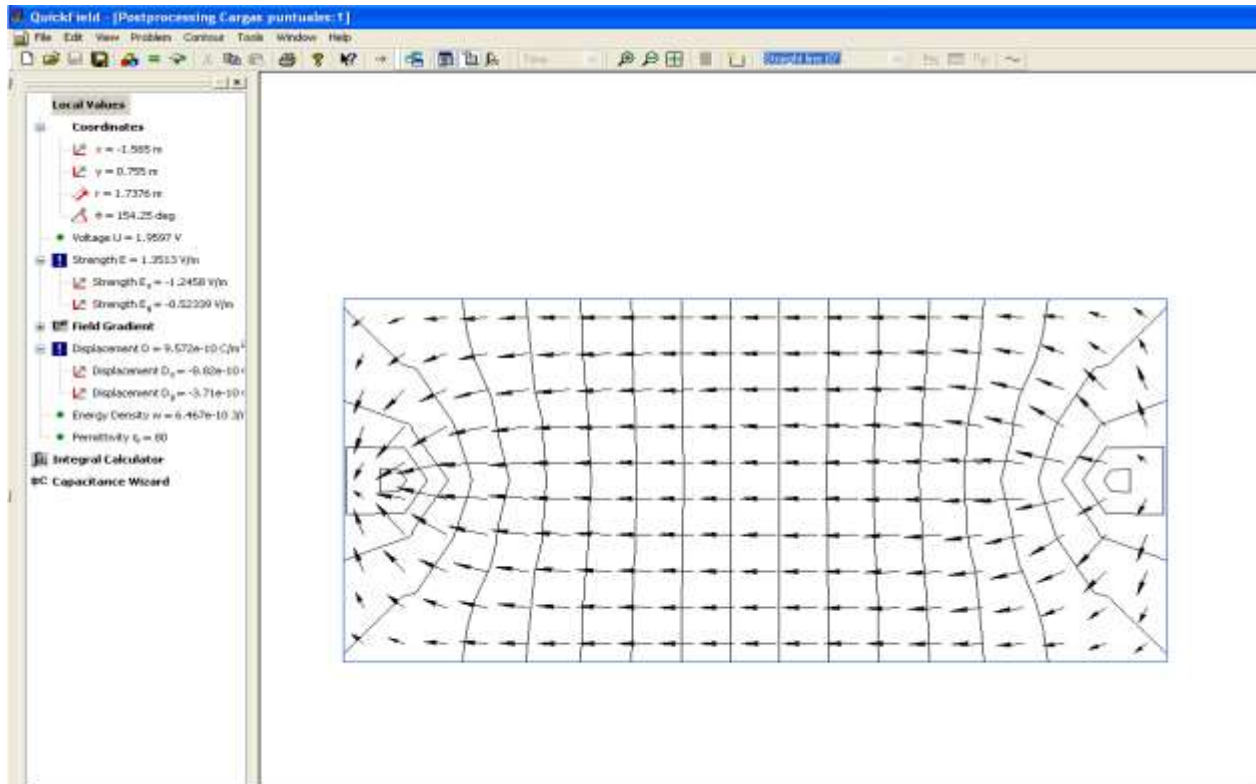 QuickField - [Postprocessing Cargas puntuales:1]
File Edit View Problem Contour Tools Window Help
Local Values
Coordinates
x = -1.565 m
y = 0.755 m
r = 1.7376 m
θ = 154.25 deg
Voltage U = 1.9597 V
Strength E = 1.3513 V/m
Strength Ex = -1.2458 V/m
Strength Ey = -0.52339 V/m
Field Gradient
Displacement D = 9.572e-10 C/m²
Displacement Dx = -8.82e-10
Displacement Dy = -3.71e-10
Energy Density w = 6.467e-10 J/
Permittivity ε = 80
Integral Calculator
Capacitance Wizard